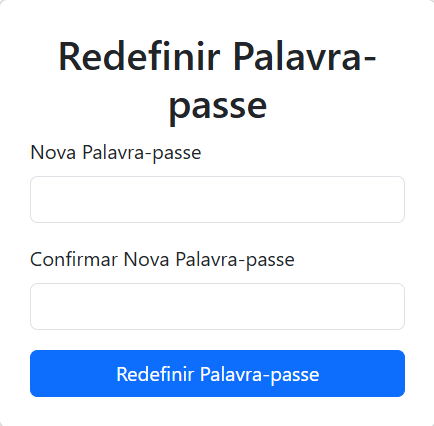 Redefinir Palavra-
passe
Nova Palavra-passe
Confirmar Nova Palavra-passe
Redefinir Palavra-passe